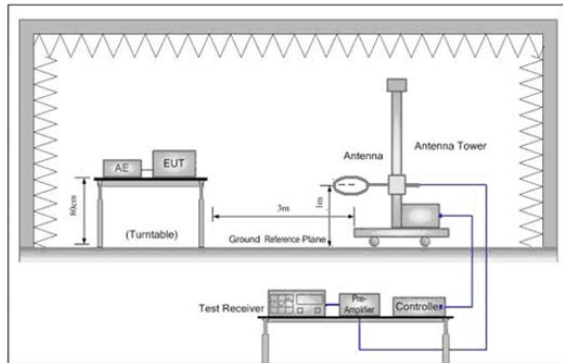 Antenna Tower
Antenna
EUT
AE
80cm
1m
3m
(Turntable)
Ground Reference Plane
Test Receiver
Pre-
Amplifier
Controller